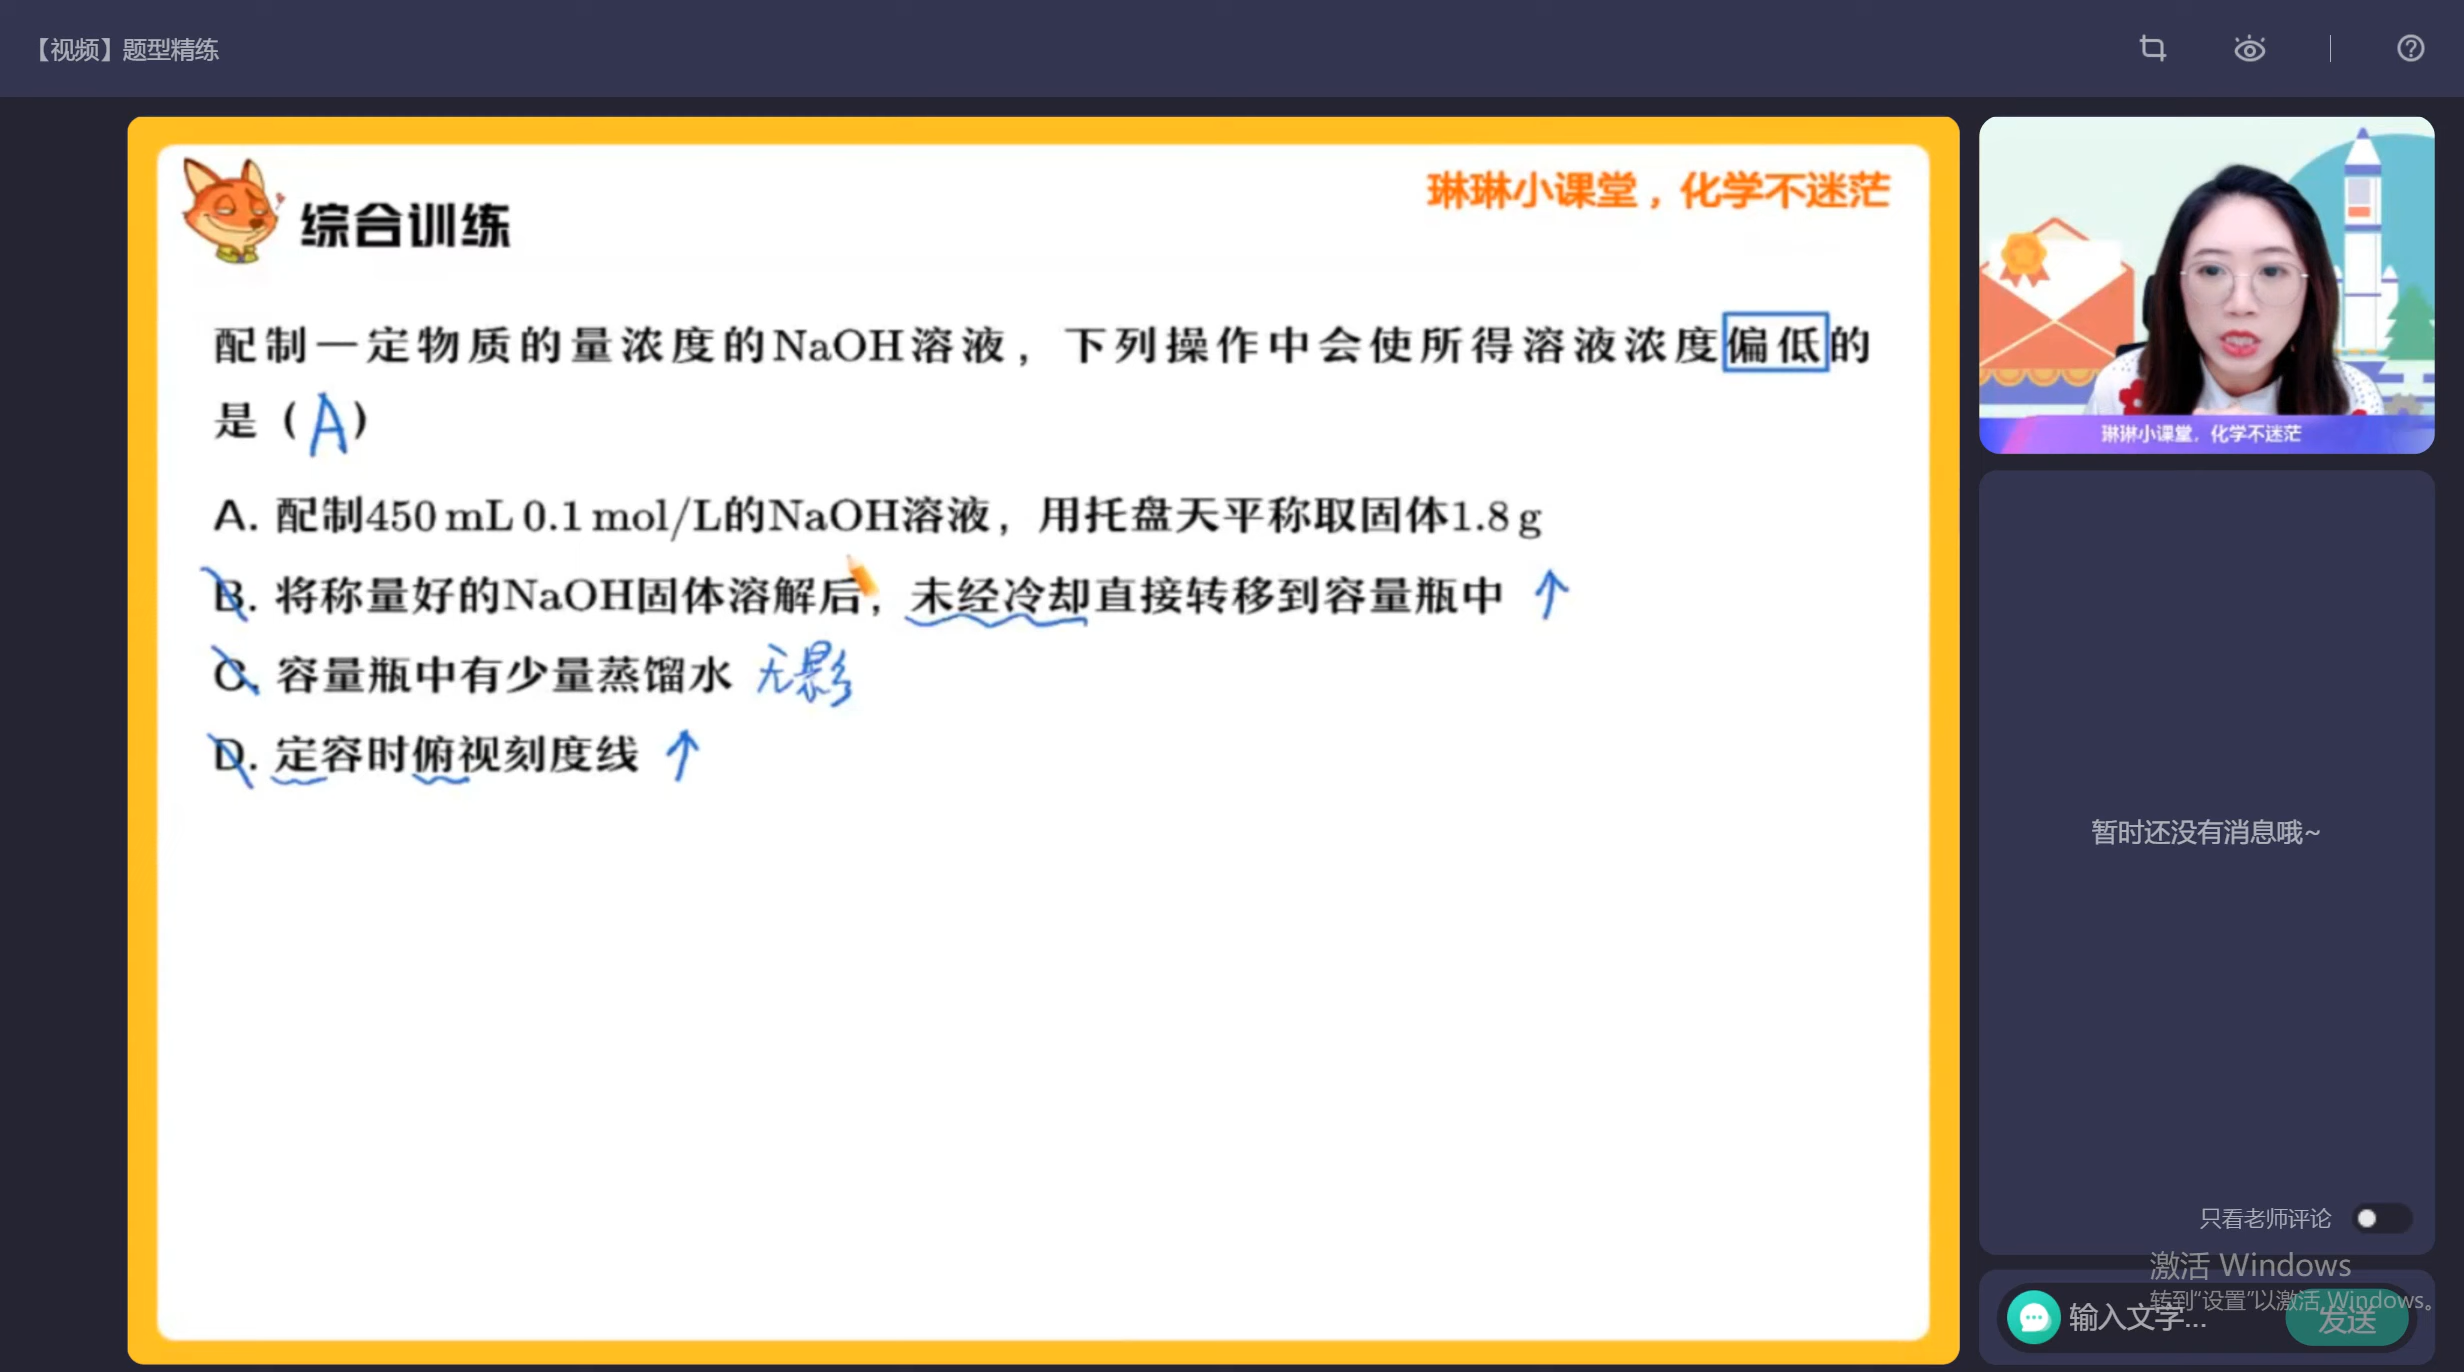 【视频】题型精练
综合训练
琳琳小课堂，化学不迷茫
配制一定物质的量浓度的NaOH溶液，下列操作中会使所得溶液浓度偏低的
是（A）
A. 配制450 mL 0.1 mol/L的NaOH溶液，用托盘天平称取固体1.8 g
B. 将称量好的NaOH固体溶解后，未经冷却直接转移到容量瓶中 ↑
C. 容量瓶中有少量蒸馏水 无影
D. 定容时俯视刻度线 ↑
琳琳小课堂，化学不迷茫
暂时还没有消息哦~
只看老师评论
激活 Windows
转到“设置”以激活 Windows。
输入文字...
发送